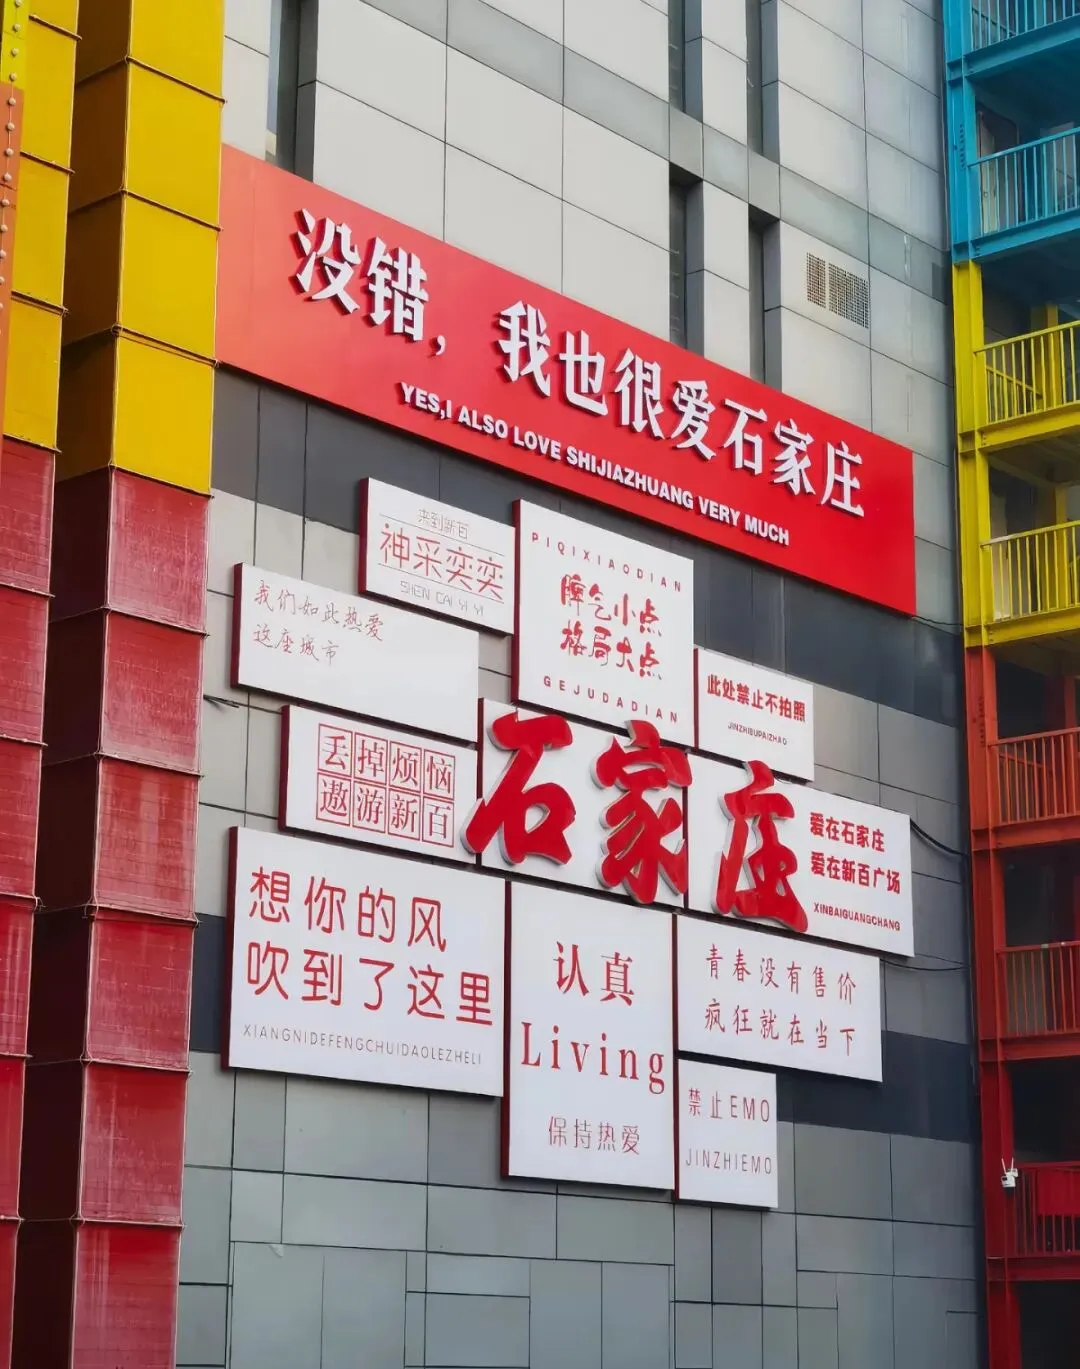 没错，我也很爱石家庄
YES,I ALSO LOVE SHIJIAZHUANG VERY MUCH
来到新百
神采奕奕
SHEN CAI YI YI
PIQIXIAODIAN
脾气小点
格局大点
GEJUDADIAN
我们如此热爱
这座城市
此处禁止不拍照
JINZHIBUPAIZHAO
丢掉烦恼
遨游新百
石家庄
爱在石家庄
爱在新百广场
XINBAIGUANGCHANG
想你的风
吹到了这里
XIANGNIDEFENGCHUIDAOLEZHELI
认真
Living
保持热爱
青春没有售价
疯狂就在当下
禁止EMO
JINZHIEMO